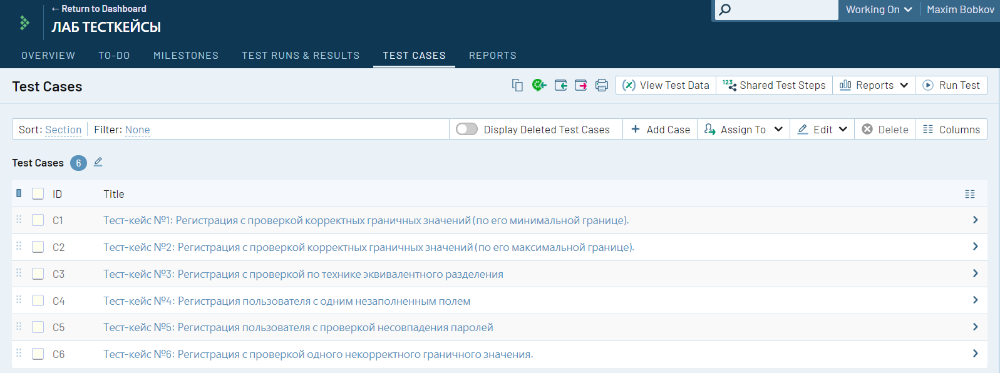 ← Return to Dashboard
ЛАБ ТЕСТКЕЙСЫ
Working On
Maxim Bobkov
OVERVIEW TO-DO MILESTONES TEST RUNS & RESULTS TEST CASES REPORTS
Test Cases
View Test Data
123 Shared Test Steps
Reports
Run Test
Sort: Section Filter: None
Display Deleted Test Cases
Add Case
Assign To
Edit
Delete
Columns
Test Cases 6
ID Title
C1 Тест-кейс №1: Регистрация с проверкой корректных граничных значений (по его минимальной границе).
C2 Тест-кейс №2: Регистрация с проверкой корректных граничных значений (по его максимальной границе).
C3 Тест-кейс №3: Регистрация с проверкой по технике эквивалентного разделения
C4 Тест-кейс №4: Регистрация пользователя с одним незаполненным полем
C5 Тест-кейс №5: Регистрация пользователя с проверкой несовпадения паролей
C6 Тест-кейс №6: Регистрация с проверкой одного некорректного граничного значения.